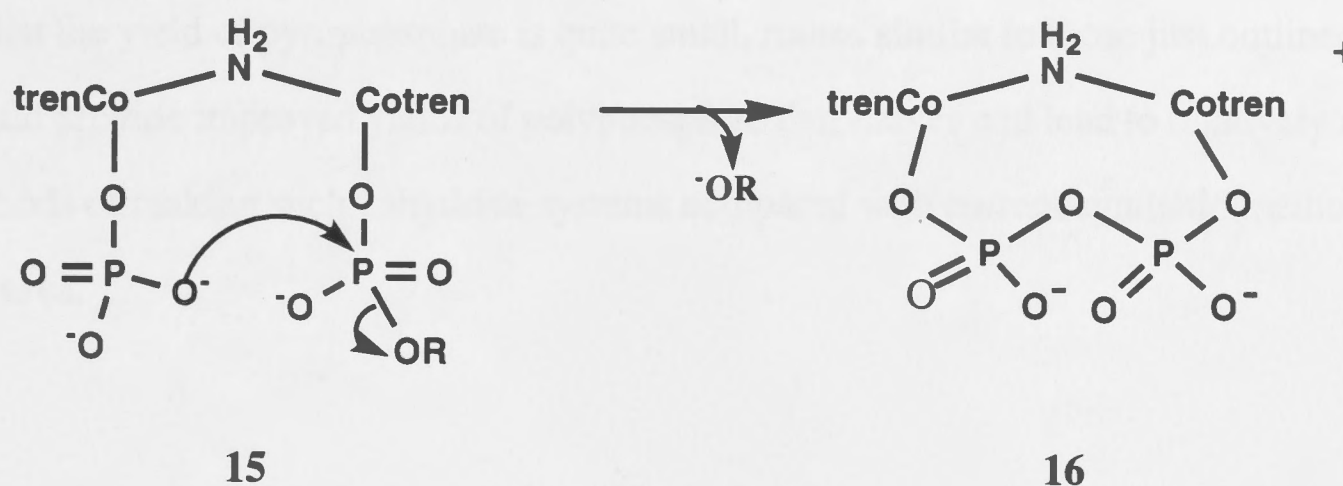 H2 H2
N N +
trenCo Cotren trenCo Cotren
-OR
O O O O O
O=P P=O P P
O- -O O- O-
-O OR O O
15 16